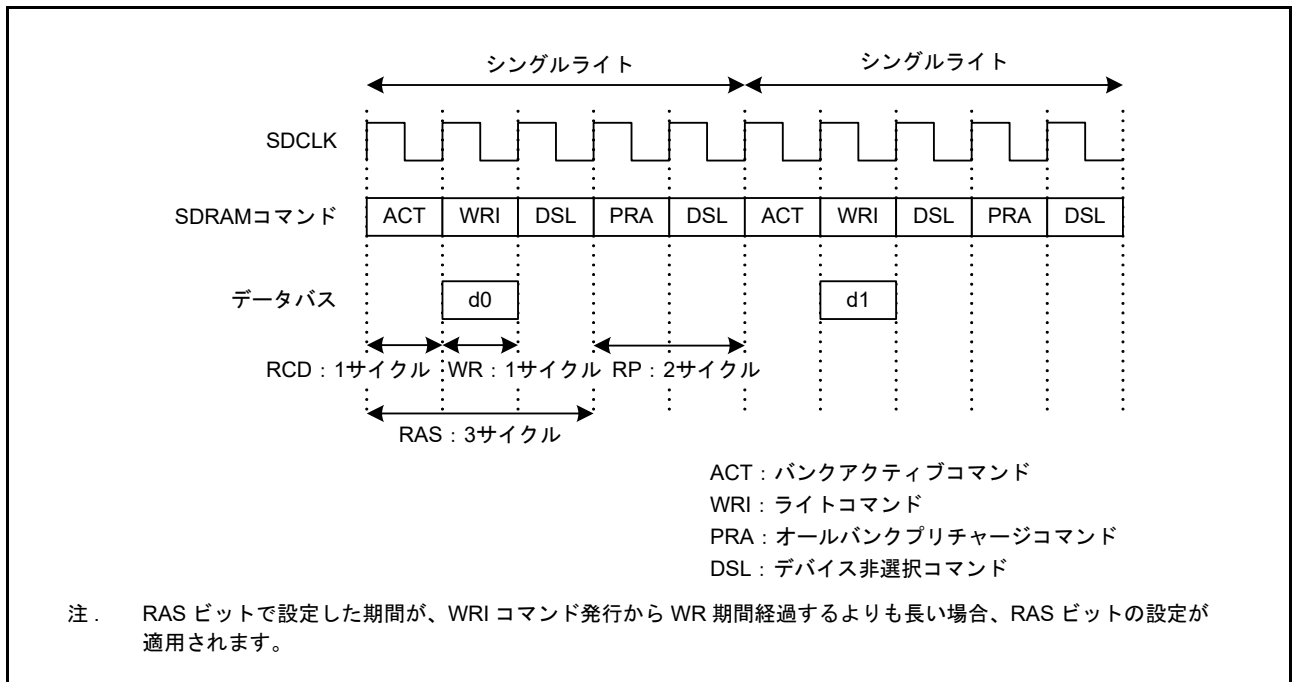 シングルライト シングルライト
SDCLK
SDRAMコマンド ACT WRI DSL PRA DSL ACT WRI DSL PRA DSL
データバス d0 d1
RCD：1サイクル WR：1サイクル RP：2サイクル
RAS：3サイクル
ACT：バンクアクティブコマンド
WRI：ライトコマンド
PRA：オールバンクプリチャージコマンド
DSL：デバイス非選択コマンド
注． RAS ビットで設定した期間が、WRI コマンド発行から WR 期間経過するよりも長い場合、RAS ビットの設定が
適用されます。